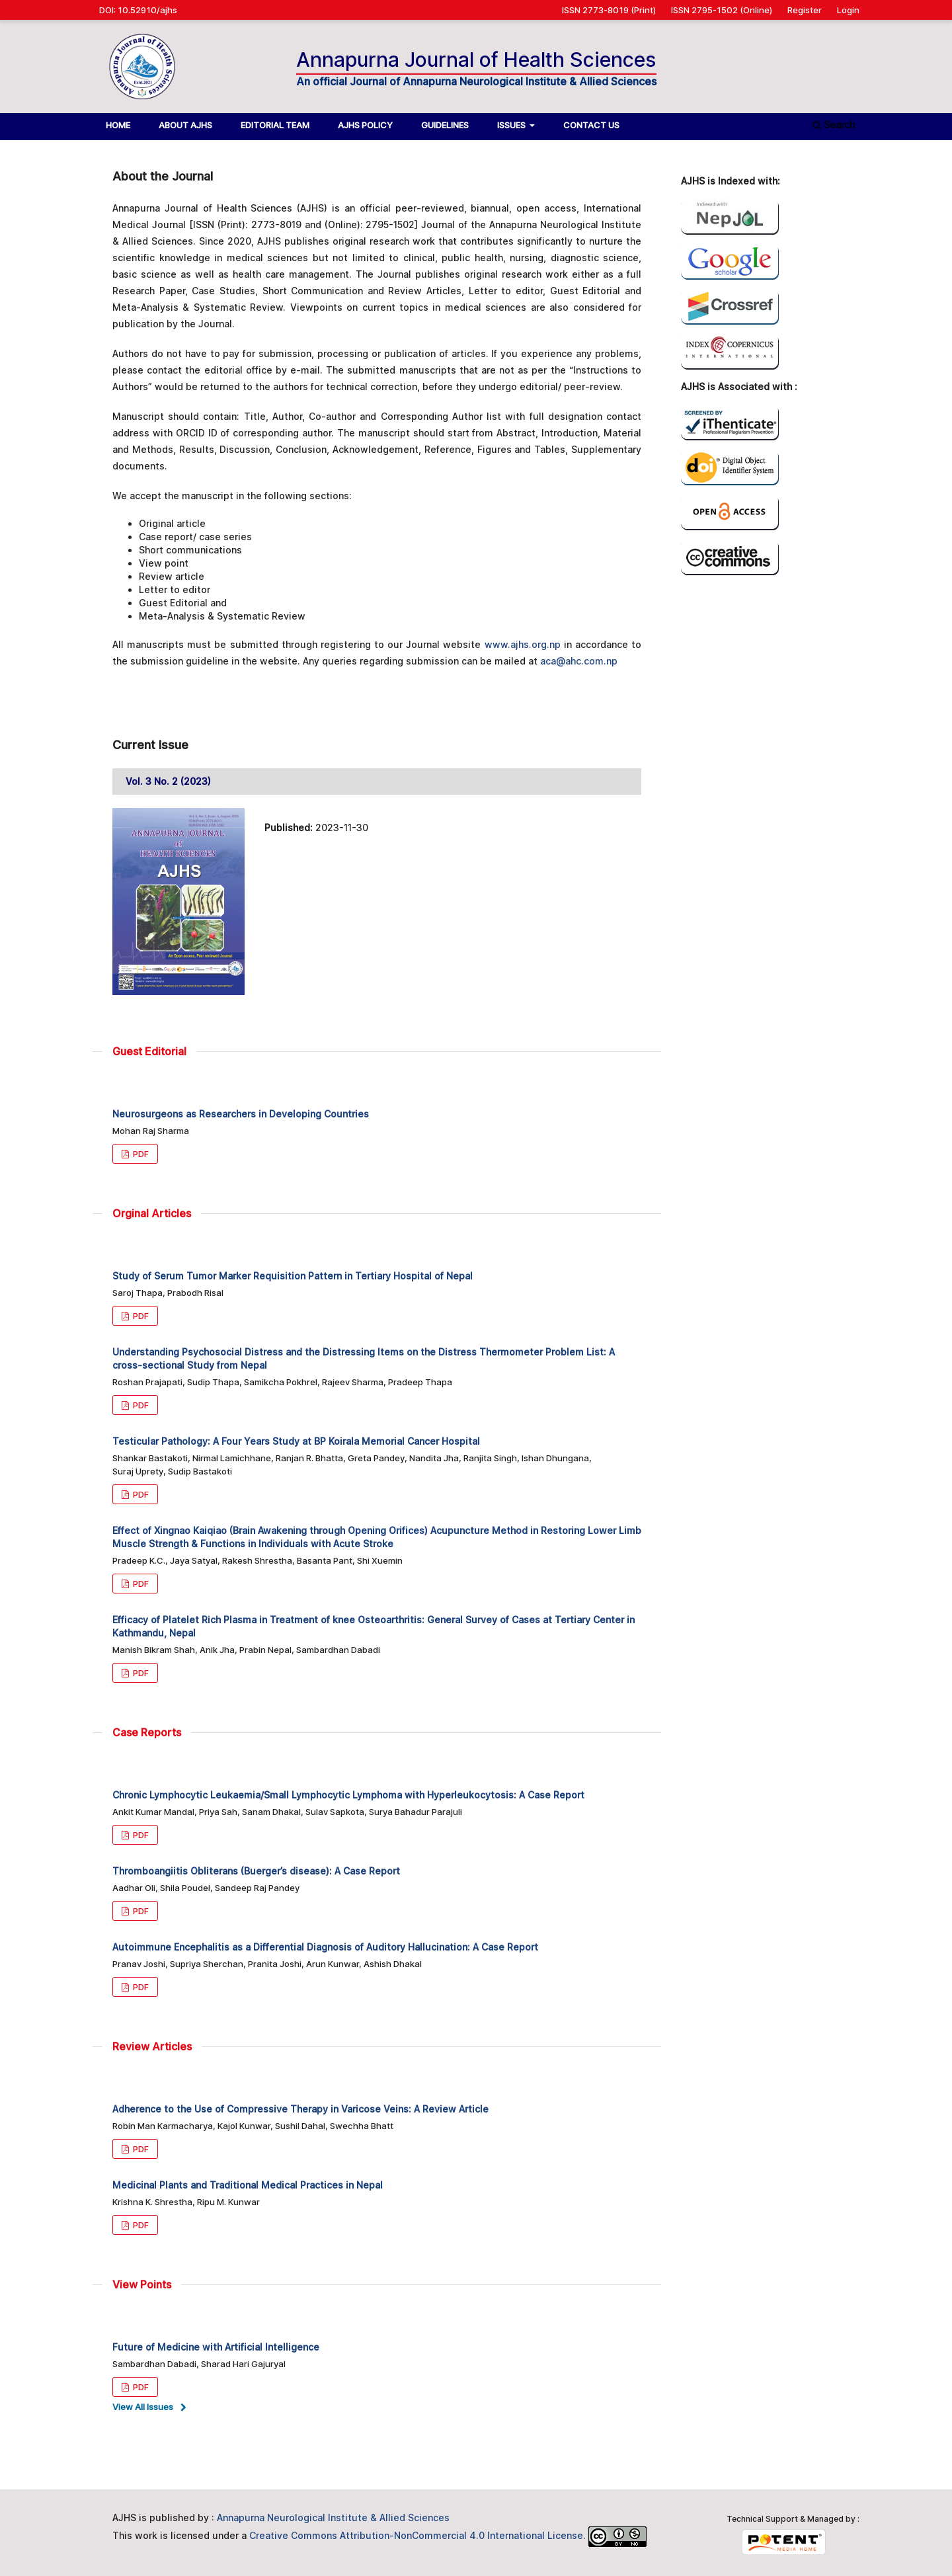 DOI: 10.52910/ajhs
ISSN 2773-8019 (Print) ISSN 2795-1502 (Online) Register Login
Annapurna Journal of Health Sciences
Annapurna Journal of Health Sciences
An official Journal of Annapurna Neurological Institute & Allied Sciences
HOME ABOUT AJHS EDITORIAL TEAM AJHS POLICY GUIDELINES ISSUES CONTACT US Search
About the Journal
Annapurna Journal of Health Sciences (AJHS) is an official peer-reviewed, biannual, open access, International
Medical Journal [ISSN (Print): 2773-8019 and (Online): 2795-1502] Journal of the Annapurna Neurological Institute
& Allied Sciences. Since 2020, AJHS publishes original research work that contributes significantly to nurture the
scientific knowledge in medical sciences but not limited to clinical, public health, nursing, diagnostic science,
basic science as well as health care management. The Journal publishes original research work either as a full
Research Paper, Case Studies, Short Communication and Review Articles, Letter to editor, Guest Editorial and
Meta-Analysis & Systematic Review. Viewpoints on current topics in medical sciences are also considered for
publication by the Journal.
Authors do not have to pay for submission, processing or publication of articles. If you experience any problems,
please contact the editorial office by e-mail. The submitted manuscripts that are not as per the “Instructions to
Authors” would be returned to the authors for technical correction, before they undergo editorial/ peer-review.
Manuscript should contain: Title, Author, Co-author and Corresponding Author list with full designation contact
address with ORCID ID of corresponding author. The manuscript should start from Abstract, Introduction, Material
and Methods, Results, Discussion, Conclusion, Acknowledgement, Reference, Figures and Tables, Supplementary
documents.
We accept the manuscript in the following sections:
• Original article
• Case report/ case series
• Short communications
• View point
• Review article
• Letter to editor
• Guest Editorial and
• Meta-Analysis & Systematic Review
All manuscripts must be submitted through registering to our Journal website www.ajhs.org.np in accordance to
the submission guideline in the website. Any queries regarding submission can be mailed at aca@ahc.com.np
AJHS is Indexed with:
Indexed with
NepJOL
Google
scholar
Crossref
INDEX COPERNICUS
INTERNATIONAL
AJHS is Associated with :
SCREENED BY
iThenticate®
Professional Plagiarism Prevention
doi® Digital Object
Identifier System
OPEN ACCESS
cc creative
commons
Current Issue
Vol. 3 No. 2 (2023)
ANNAPURNA JOURNAL
of
HEALTH SCIENCES
AJHS
Published: 2023-11-30
Guest Editorial
Neurosurgeons as Researchers in Developing Countries
Mohan Raj Sharma
PDF
Orginal Articles
Study of Serum Tumor Marker Requisition Pattern in Tertiary Hospital of Nepal
Saroj Thapa, Prabodh Risal
PDF
Understanding Psychosocial Distress and the Distressing Items on the Distress Thermometer Problem List: A
cross-sectional Study from Nepal
Roshan Prajapati, Sudip Thapa, Samikcha Pokhrel, Rajeev Sharma, Pradeep Thapa
PDF
Testicular Pathology: A Four Years Study at BP Koirala Memorial Cancer Hospital
Shankar Bastakoti, Nirmal Lamichhane, Ranjan R. Bhatta, Greta Pandey, Nandita Jha, Ranjita Singh, Ishan Dhungana,
Suraj Uprety, Sudip Bastakoti
PDF
Effect of Xingnao Kaiqiao (Brain Awakening through Opening Orifices) Acupuncture Method in Restoring Lower Limb
Muscle Strength & Functions in Individuals with Acute Stroke
Pradeep K.C., Jaya Satyal, Rakesh Shrestha, Basanta Pant, Shi Xuemin
PDF
Efficacy of Platelet Rich Plasma in Treatment of knee Osteoarthritis: General Survey of Cases at Tertiary Center in
Kathmandu, Nepal
Manish Bikram Shah, Anik Jha, Prabin Nepal, Sambardhan Dabadi
PDF
Case Reports
Chronic Lymphocytic Leukaemia/Small Lymphocytic Lymphoma with Hyperleukocytosis: A Case Report
Ankit Kumar Mandal, Priya Sah, Sanam Dhakal, Sulav Sapkota, Surya Bahadur Parajuli
PDF
Thromboangiitis Obliterans (Buerger’s disease): A Case Report
Aadhar Oli, Shila Poudel, Sandeep Raj Pandey
PDF
Autoimmune Encephalitis as a Differential Diagnosis of Auditory Hallucination: A Case Report
Pranav Joshi, Supriya Sherchan, Pranita Joshi, Arun Kunwar, Ashish Dhakal
PDF
Review Articles
Adherence to the Use of Compressive Therapy in Varicose Veins: A Review Article
Robin Man Karmacharya, Kajol Kunwar, Sushil Dahal, Swechha Bhatt
PDF
Medicinal Plants and Traditional Medical Practices in Nepal
Krishna K. Shrestha, Ripu M. Kunwar
PDF
View Points
Future of Medicine with Artificial Intelligence
Sambardhan Dabadi, Sharad Hari Gajuryal
PDF
View All Issues
AJHS is published by : Annapurna Neurological Institute & Allied Sciences
This work is licensed under a Creative Commons Attribution-NonCommercial 4.0 International License. cc BY NC
Technical Support & Managed by :
POTENT
MEDIA HOME